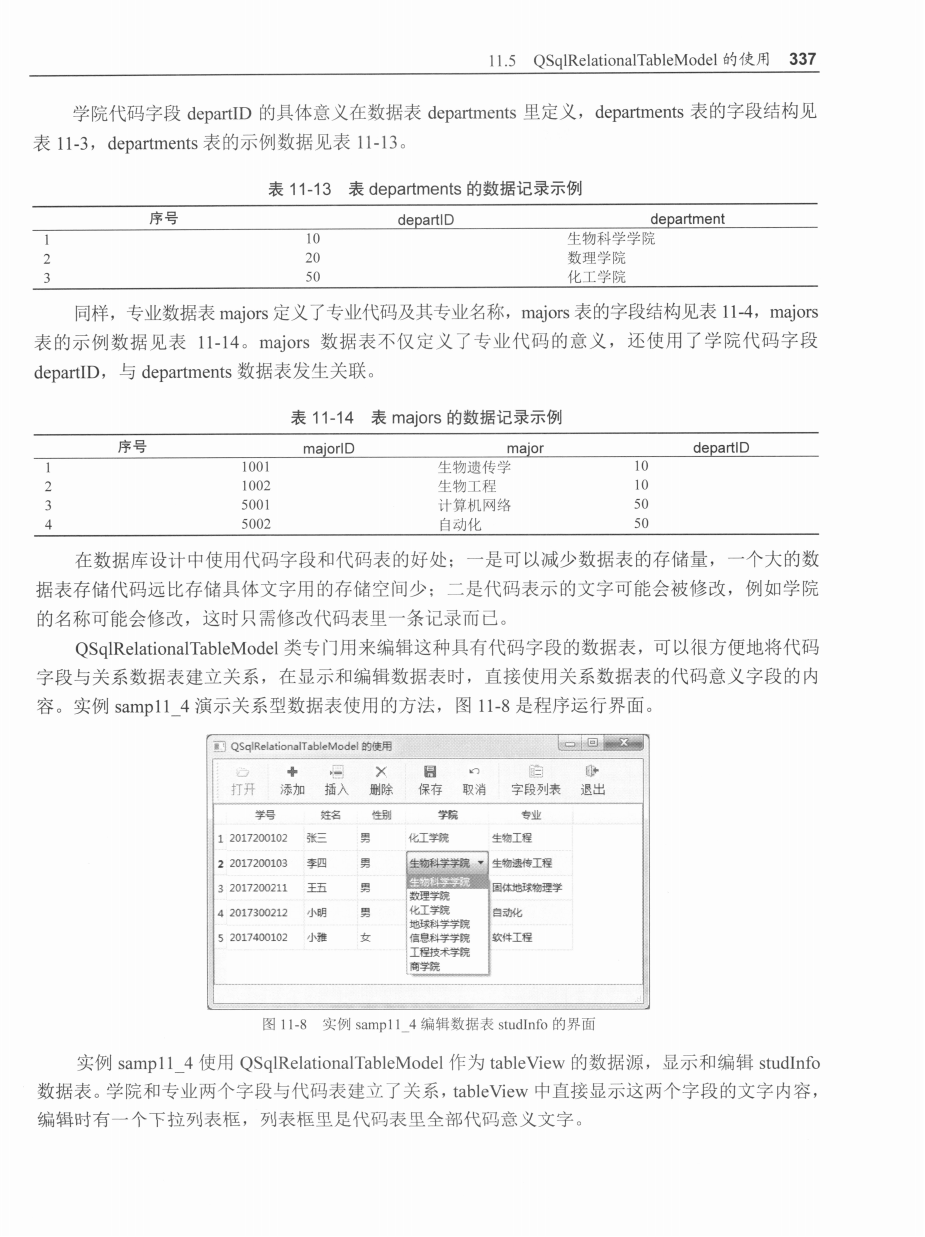 11.5 QSqlRelationalTableModel 的使用 337
学院代码字段 departID 的具体意义在数据表 departments 里定义，departments 表的字段结构见
表 11-3，departments 表的示例数据见表 11-13。
表 11-13 表 departments 的数据记录示例
序号 departID department
1 10 生物科学学院
2 20 数理学院
3 50 化工学院
同样，专业数据表 majors 定义了专业代码及其专业名称，majors 表的字段结构见表 11-4，majors
表的示例数据见表 11-14。majors 数据表不仅定义了专业代码的意义，还使用了学院代码字段
departID，与 departments 数据表发生关联。
表 11-14 表 majors 的数据记录示例
序号 majorID major departID
1 1001 生物遗传学 10
2 1002 生物工程 10
3 5001 计算机网络 50
4 5002 自动化 50
在数据库设计中使用代码字段和代码表的好处；一是可以减少数据表的存储量，一个大的数
据表存储代码远比存储具体文字用的存储空间少；二是代码表示的文字可能会被修改，例如学院
的名称可能会修改，这时只需修改代码表里一条记录而已。
QSqlRelationalTableModel 类专门用来编辑这种具有代码字段的数据表，可以很方便地将代码
字段与关系数据表建立关系，在显示和编辑数据表时，直接使用关系数据表的代码意义字段的内
容。实例 samp11_4 演示关系型数据表使用的方法，图 11-8 是程序运行界面。
QSqlRelationalTableModel 的使用
打开 添加 插入 删除 保存 取消 字段列表 退出
学号 姓名 性别 学院 专业
1 2017200102 张三 男 化工学院 生物工程
2 2017200103 李四 男 生物科学学院 生物遗传工程
生物科学学院
3 2017200211 王五 男 固体地球物理学
数理学院
4 2017300212 小明 男 化工学院 自动化
地球科学学院
5 2017400102 小雅 女 信息科学学院 软件工程
工程技术学院
商学院
图 11-8 实例 samp11_4 编辑数据表 studInfo 的界面
实例 samp11_4 使用 QSqlRelationalTableModel 作为 tableView 的数据源，显示和编辑 studInfo
数据表。学院和专业两个字段与代码表建立了关系，tableView 中直接显示这两个字段的文字内容，
编辑时有一个下拉列表框，列表框里是代码表里全部代码意义文字。